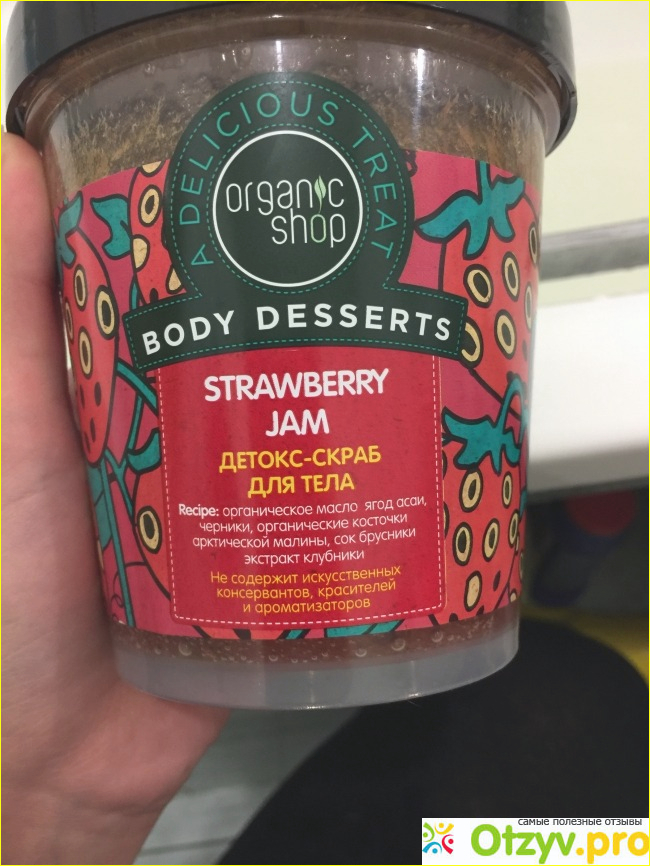 A DELICIOUS TREAT
organic
shop
BODY DESSERTS
STRAWBERRY
JAM
ДЕТОКС-СКРАБ
ДЛЯ ТЕЛА
Recipe: органическое масло ягод асаи,
черники, органические косточки
арктической малины, сок брусники
экстракт клубники
Не содержит искусственных
консервантов, красителей
и ароматизаторов
самые полезные отзывы
Otzyv.pro